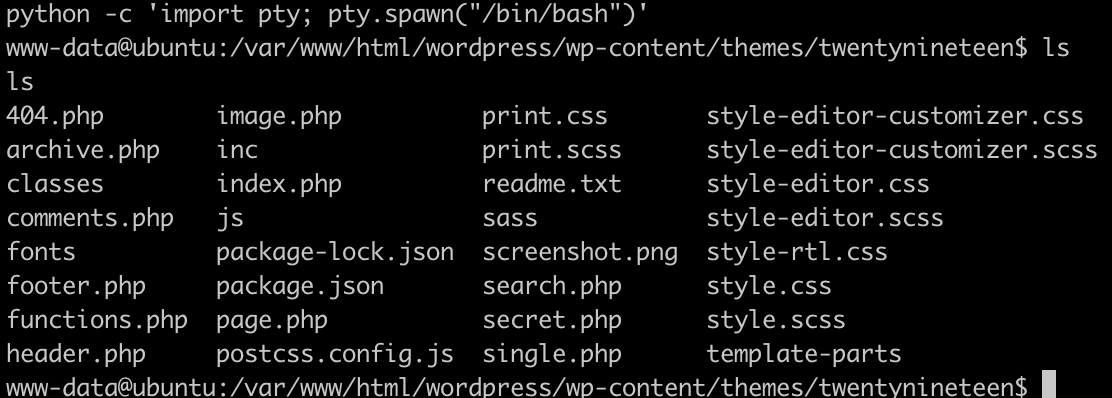 python -c 'import pty; pty.spawn("/bin/bash")'
www-data@ubuntu:/var/www/html/wordpress/wp-content/themes/twentynineteen$ ls
ls
404.php        image.php          print.css       style-editor-customizer.css
archive.php    inc                print.scss      style-editor-customizer.scss
classes        index.php          readme.txt      style-editor.css
comments.php   js                 sass            style-editor.scss
fonts          package-lock.json  screenshot.png  style-rtl.css
footer.php     package.json       search.php      style.css
functions.php  page.php           secret.php      style.scss
header.php     postcss.config.js  single.php      template-parts
www-data@ubuntu:/var/www/html/wordpress/wp-content/themes/twentynineteen$